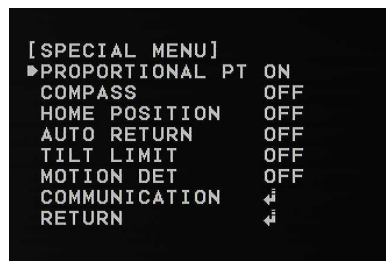 [SPECIAL MENU]
PROPORTIONAL PT ON
COMPASS OFF
HOME POSITION OFF
AUTO RETURN OFF
TILT LIMIT OFF
MOTION DET OFF
COMMUNICATION ↲
RETURN ↲